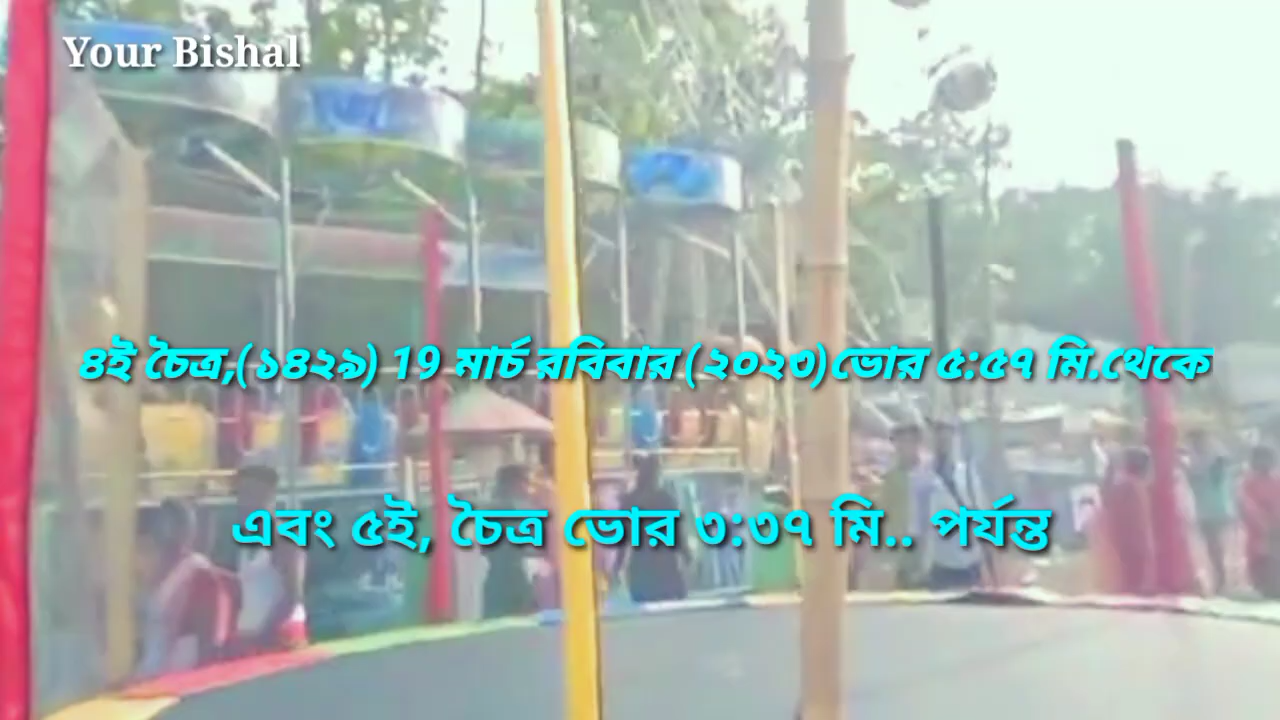 Your Bishal
৪ই চৈত্র,(১৪২৯) 19 মার্চ রবিবার (২০২৩)ভোর ৫:৫৭ মি.থেকে
এবং ৫ই, চৈত্র ভোর ৩:৩৭ মি.. পর্যন্ত